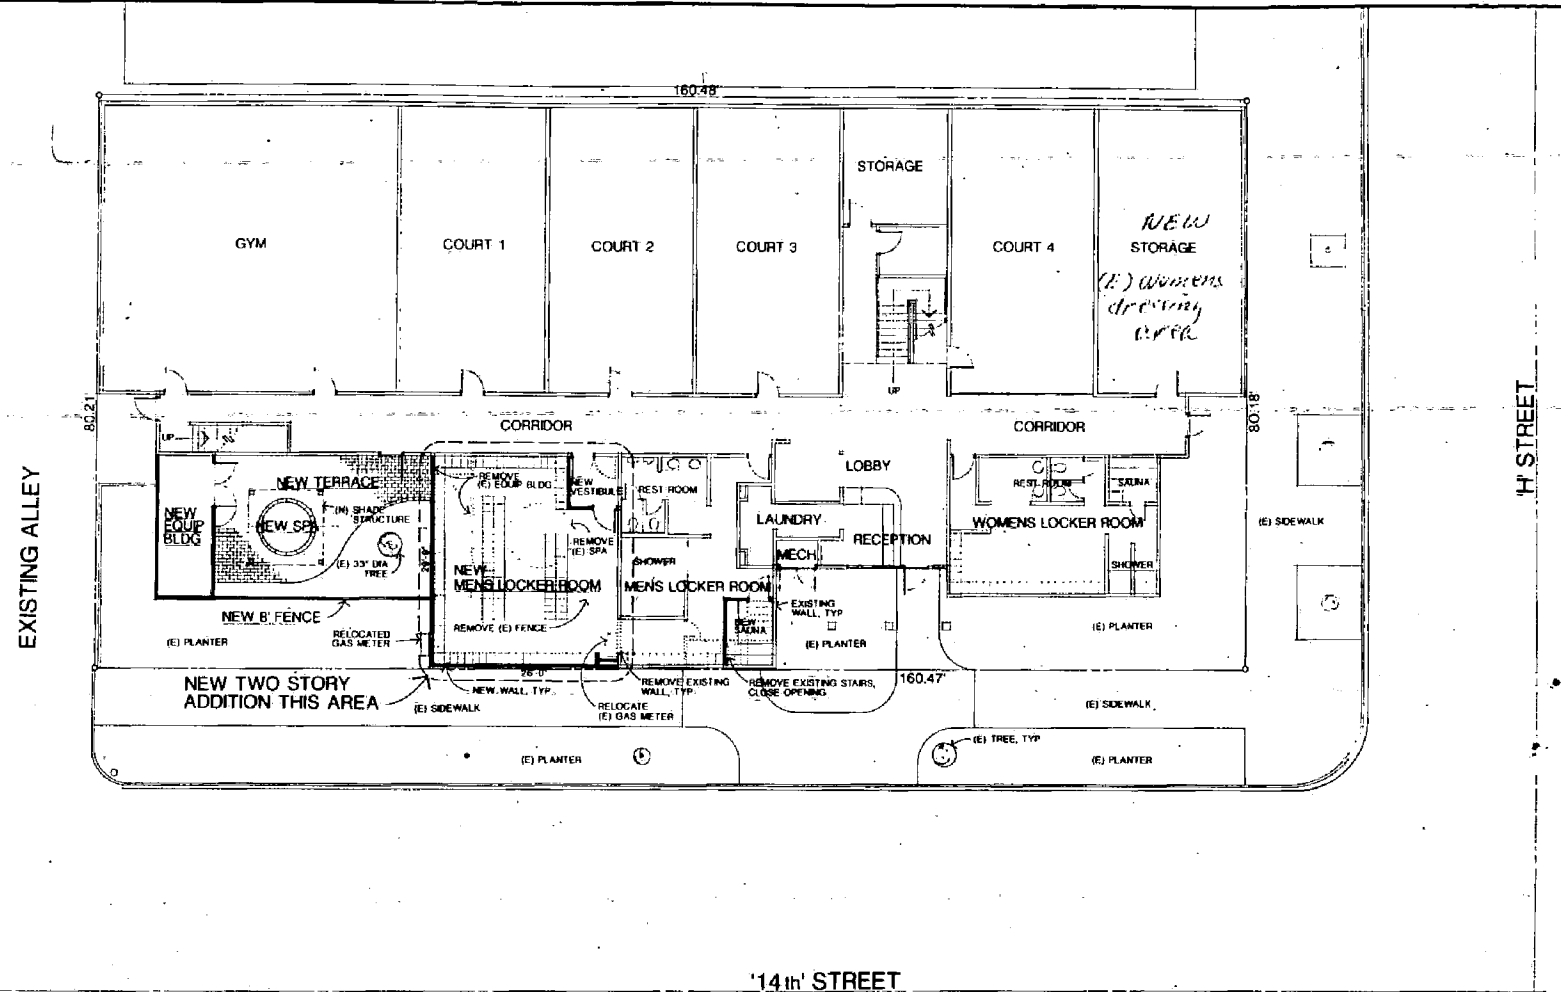 160.48'
STORAGE
GYM
COURT 1
COURT 2
COURT 3
COURT 4
NEW
STORAGE
(E) Womens
dressing
area
UP
80.21'
80.18'
CORRIDOR
CORRIDOR
UP
LOBBY
NEW TERRACE
REMOVE
(E) EQUIP BLDG
NEW
VESTIBULE
REST ROOM
REST ROOM
SAUNA
(N) SHADE
STRUCTURE
NEW
EQUIP
BLDG
NEW SPA
LAUNDRY
WOMENS LOCKER ROOM
(E) SIDEWALK
REMOVE
(E) SPA
RECEPTION
MECH
(E) 33" DIA
TREE
SHOWER
SHOWER
NEW
MENS LOCKER ROOM
MENS LOCKER ROOM
NEW 8' FENCE
EXISTING
WALL, TYP
REMOVE (E) FENCE
NEW
SAUNA
(E) PLANTER
RELOCATED
GAS METER
(E) PLANTER
(E) PLANTER
26'-0"
NEW TWO STORY
ADDITION THIS AREA
NEW WALL, TYP.
REMOVE EXISTING
WALL, TYP.
REMOVE EXISTING STAIRS,
CLOSE OPENING
160.47'
(E) SIDEWALK
RELOCATE
(E) GAS METER
(E) SIDEWALK
(E) TREE, TYP
(E) PLANTER
(E) PLANTER
EXISTING ALLEY
'H' STREET
'14th' STREET